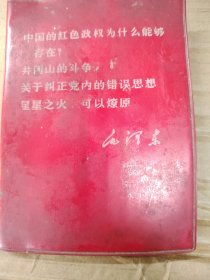 中国的红色政权为什么能够
存在？
井冈山的斗争
关于纠正党内的错误思想
星星之火 可以燎原
毛泽东